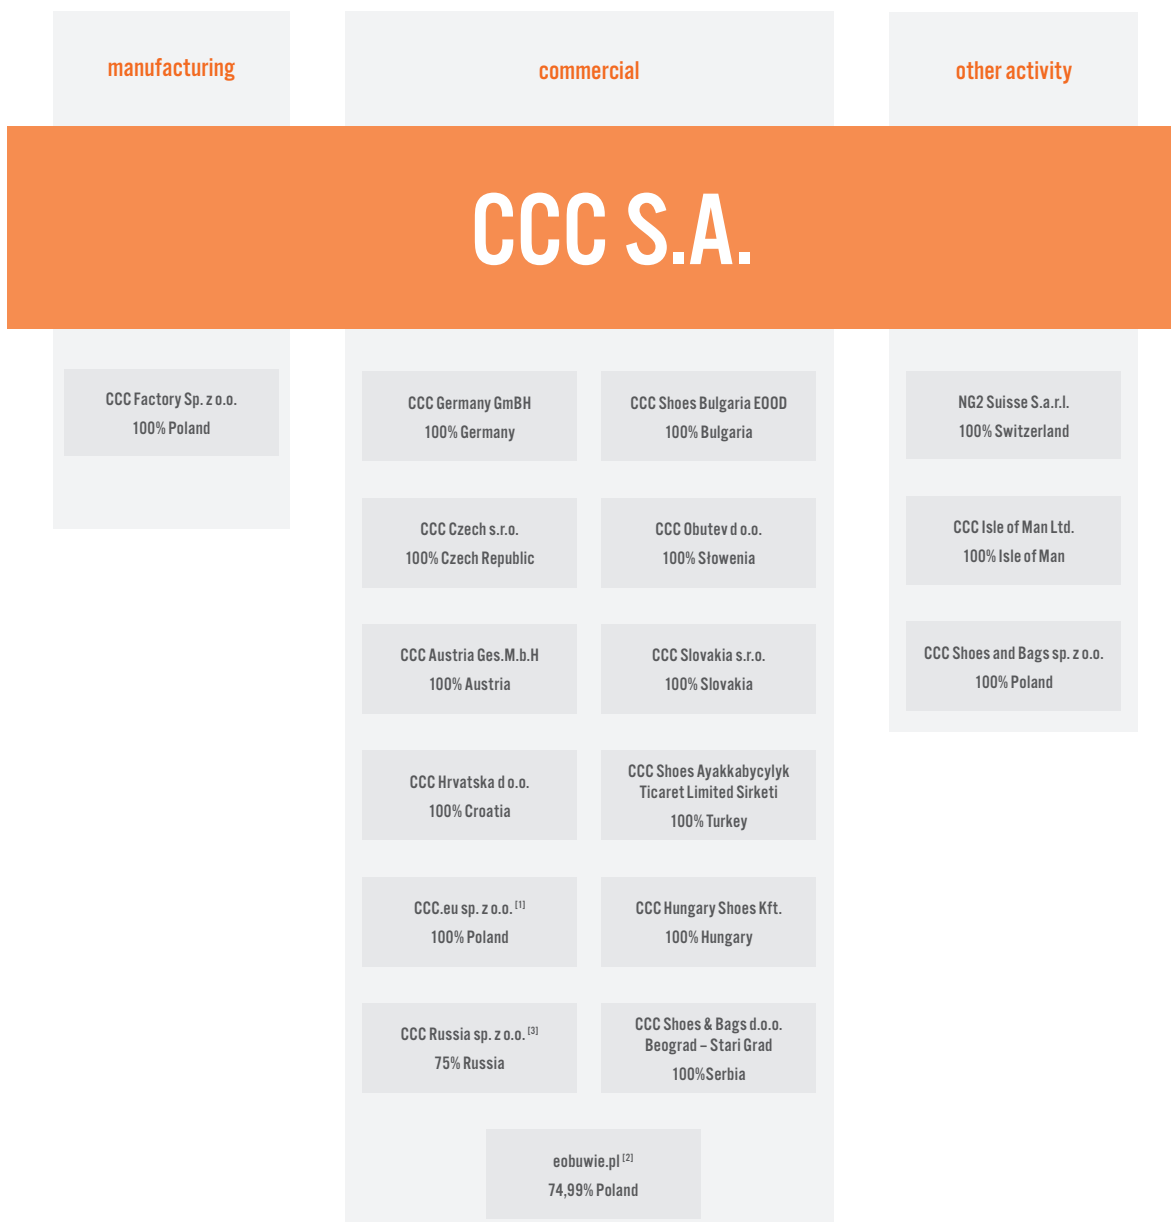 manufacturing
commercial
other activity
CCC S.A.
CCC Factory Sp. z o.o.
100% Poland
CCC Germany GmBH
100% Germany
CCC Shoes Bulgaria EOOD
100% Bulgaria
NG2 Suisse S.a.r.l.
100% Switzerland
CCC Czech s.r.o.
100% Czech Republic
CCC Obutev d o.o.
100% Słowenia
CCC Isle of Man Ltd.
100% Isle of Man
CCC Austria Ges.M.b.H
100% Austria
CCC Slovakia s.r.o.
100% Slovakia
CCC Shoes and Bags sp. z o.o.
100% Poland
CCC Hrvatska d o.o.
100% Croatia
CCC Shoes Ayakkabycylyk
Ticaret Limited Sirketi
100% Turkey
CCC.eu sp. z o.o. [1]
100% Poland
CCC Hungary Shoes Kft.
100% Hungary
CCC Russia sp. z o.o. [3]
75% Russia
CCC Shoes & Bags d.o.o.
Beograd – Stari Grad
100%Serbia
eobuwie.pl [2]
74,99% Poland